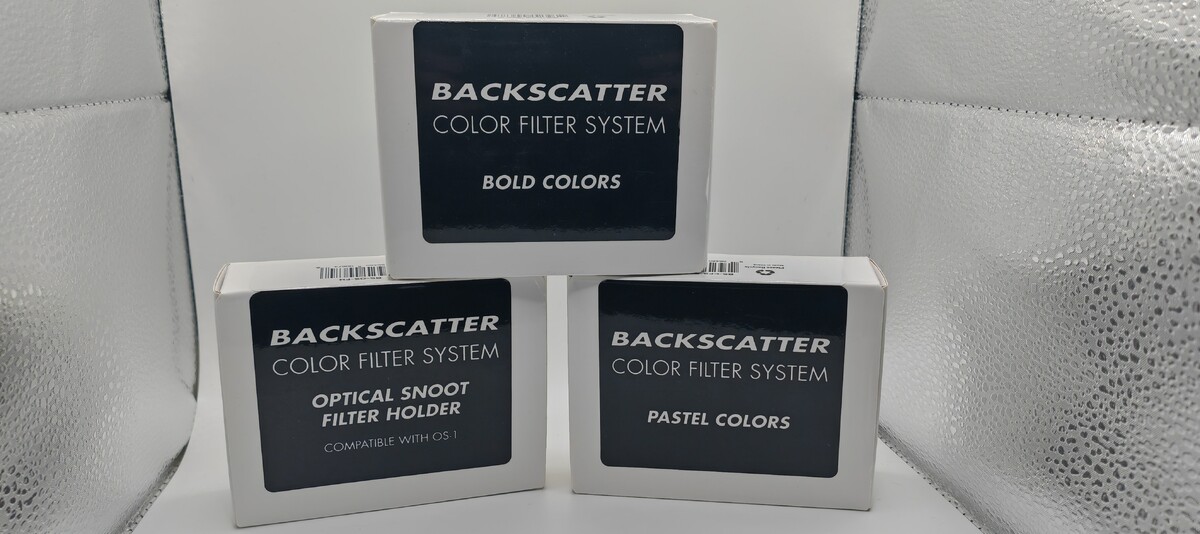 BACKSCATTER
COLOR FILTER SYSTEM
BOLD COLORS
BACKSCATTER
COLOR FILTER SYSTEM
OPTICAL SNOOT
FILTER HOLDER
COMPATIBLE WITH OS-1
BACKSCATTER
COLOR FILTER SYSTEM
PASTEL COLORS